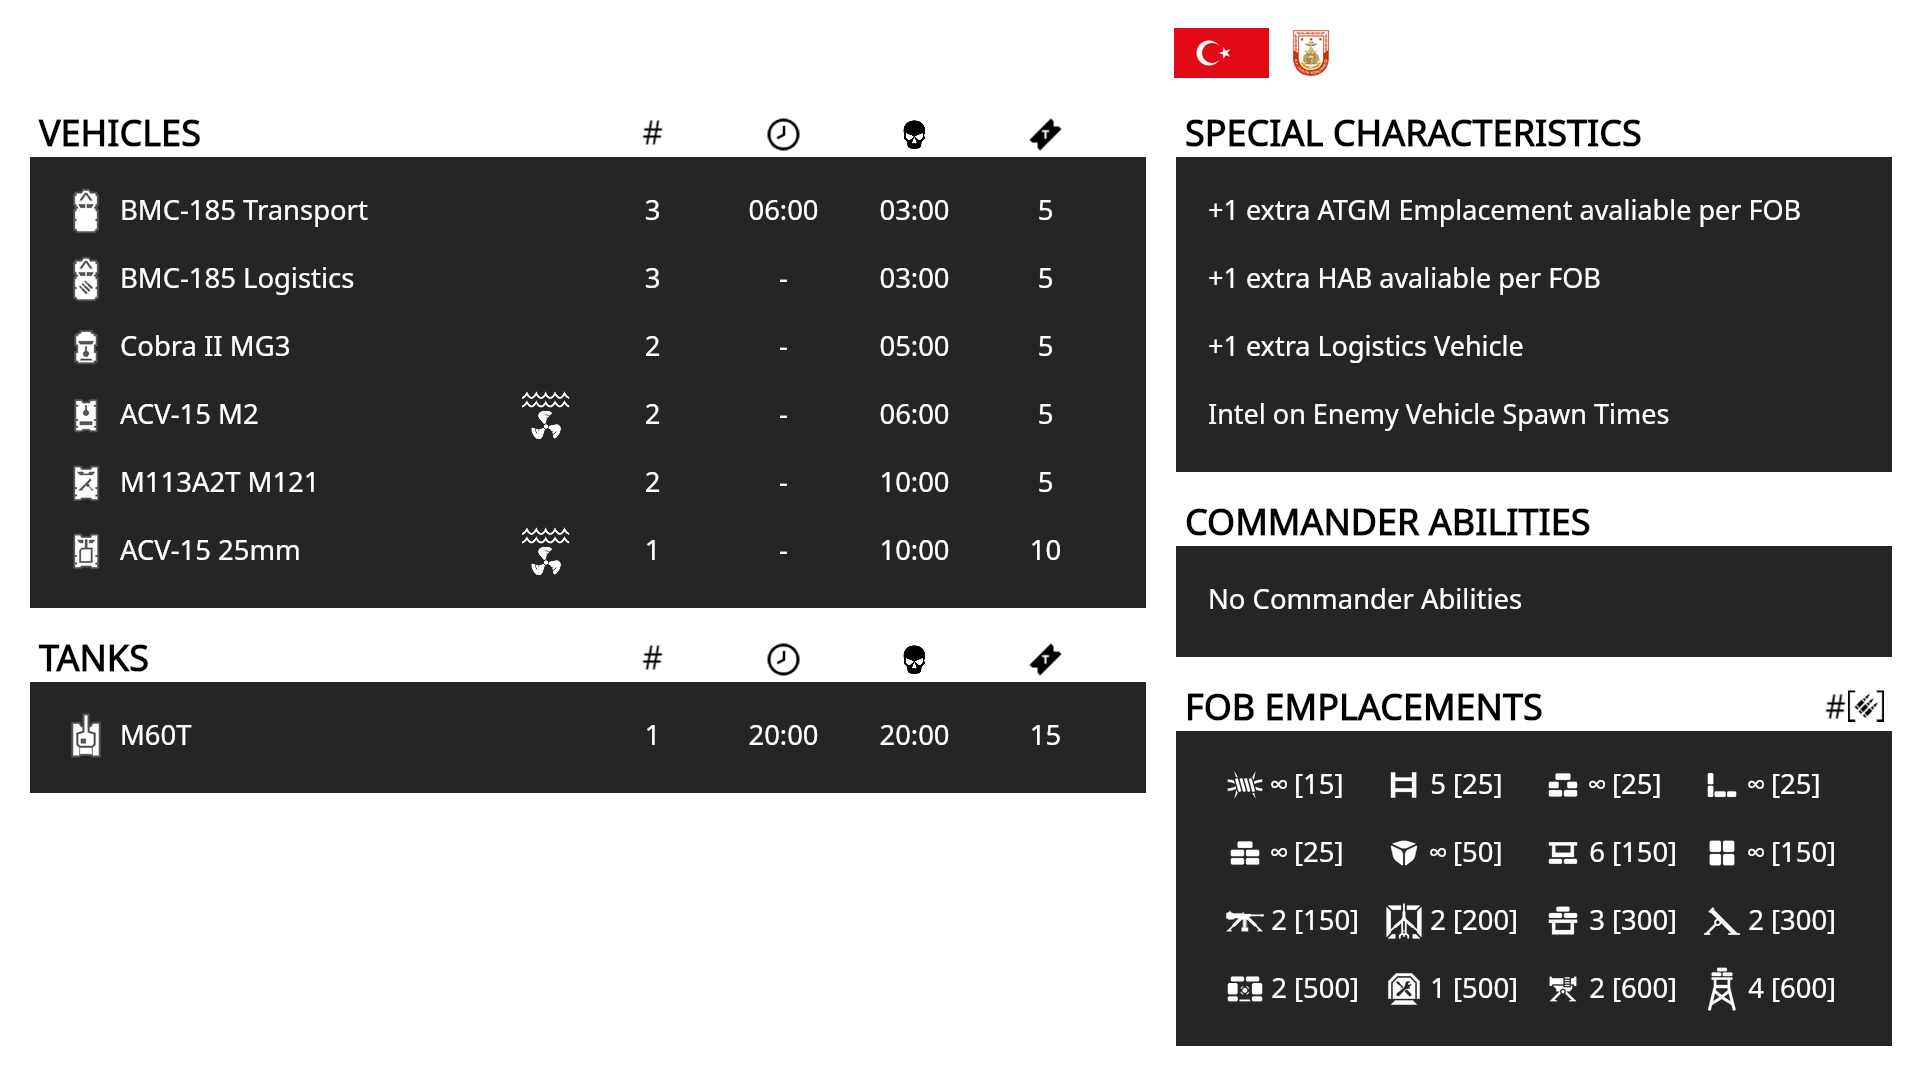 VEHICLES #
BMC-185 Transport 3 06:00 03:00 5
BMC-185 Logistics 3 - 03:00 5
Cobra II MG3 2 - 05:00 5
ACV-15 M2 2 - 06:00 5
M113A2T M121 2 - 10:00 5
ACV-15 25mm 1 - 10:00 10
TANKS #
M60T 1 20:00 20:00 15
SPECIAL CHARACTERISTICS
+1 extra ATGM Emplacement avaliable per FOB
+1 extra HAB avaliable per FOB
+1 extra Logistics Vehicle
Intel on Enemy Vehicle Spawn Times
COMMANDER ABILITIES
No Commander Abilities
FOB EMPLACEMENTS #[]
∞ [15] 5 [25] ∞ [25] ∞ [25]
∞ [25] ∞ [50] 6 [150] ∞ [150]
2 [150] 2 [200] 3 [300] 2 [300]
2 [500] 1 [500] 2 [600] 4 [600]